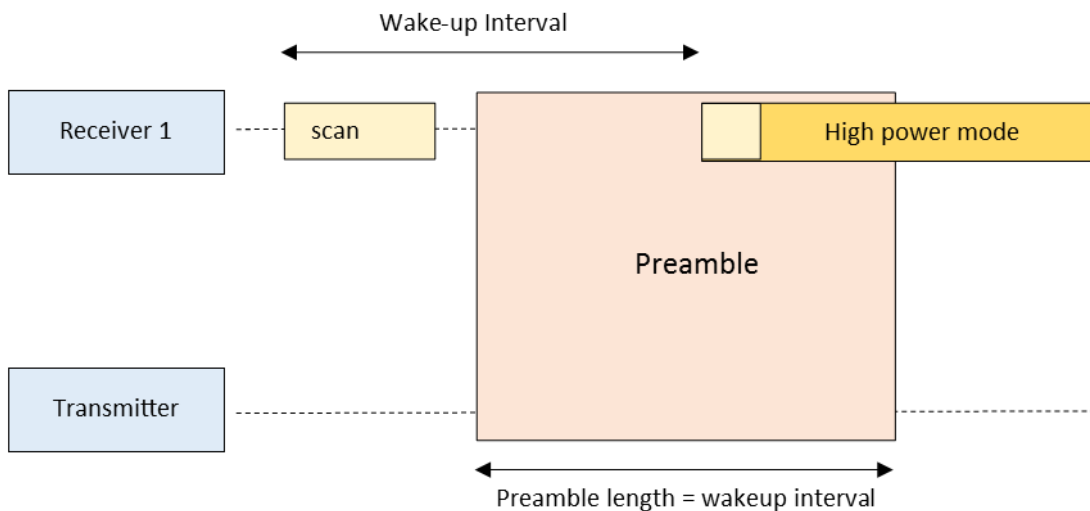 Wake-up Interval
Receiver 1
scan
High power mode
Preamble
Transmitter
Preamble length = wakeup interval